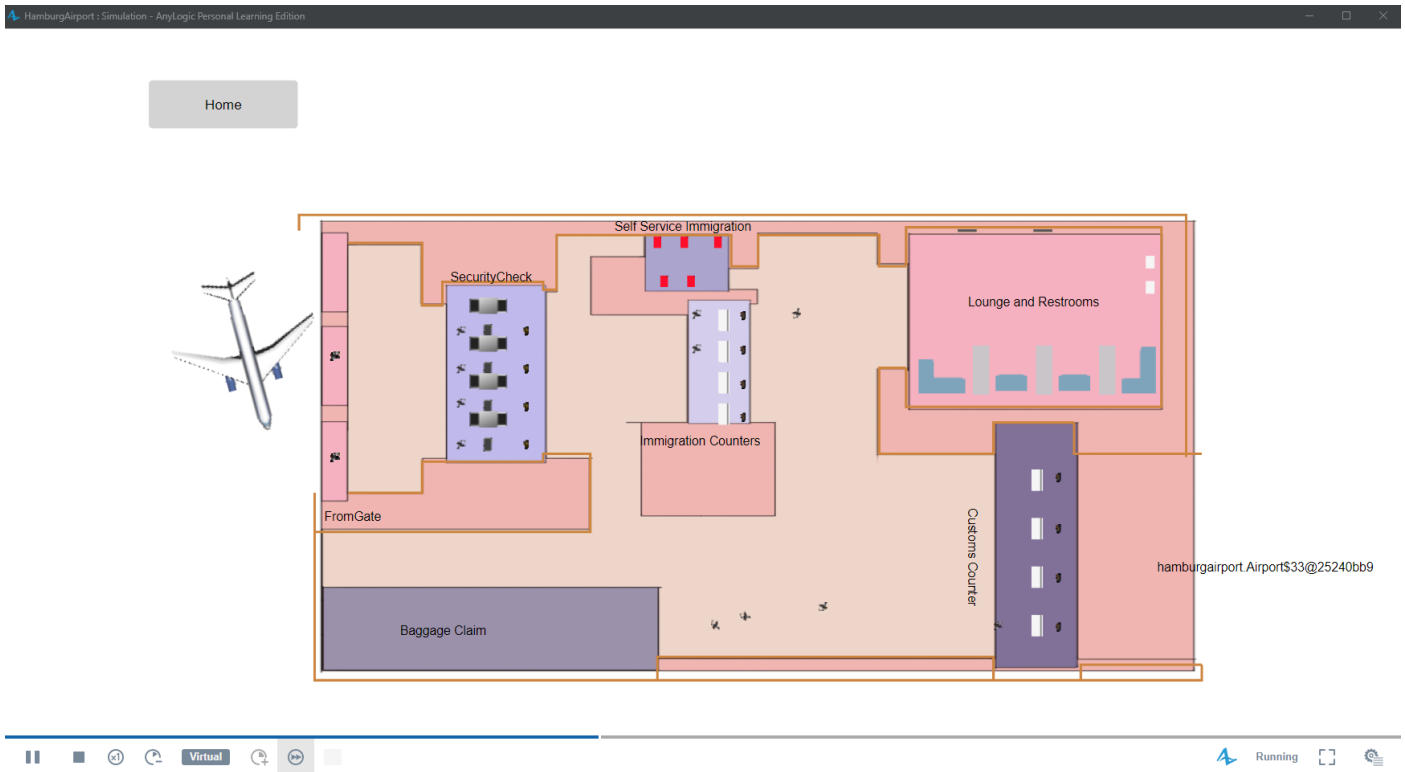 HamburgAirport : Simulation - AnyLogic Personal Learning Edition
Home
Self Service Immigration
SecurityCheck
Lounge and Restrooms
Immigration Counters
FromGate
Customs Counter
hamburgairport.Airport$33@25240bb9
Baggage Claim
x1
Virtual
Running